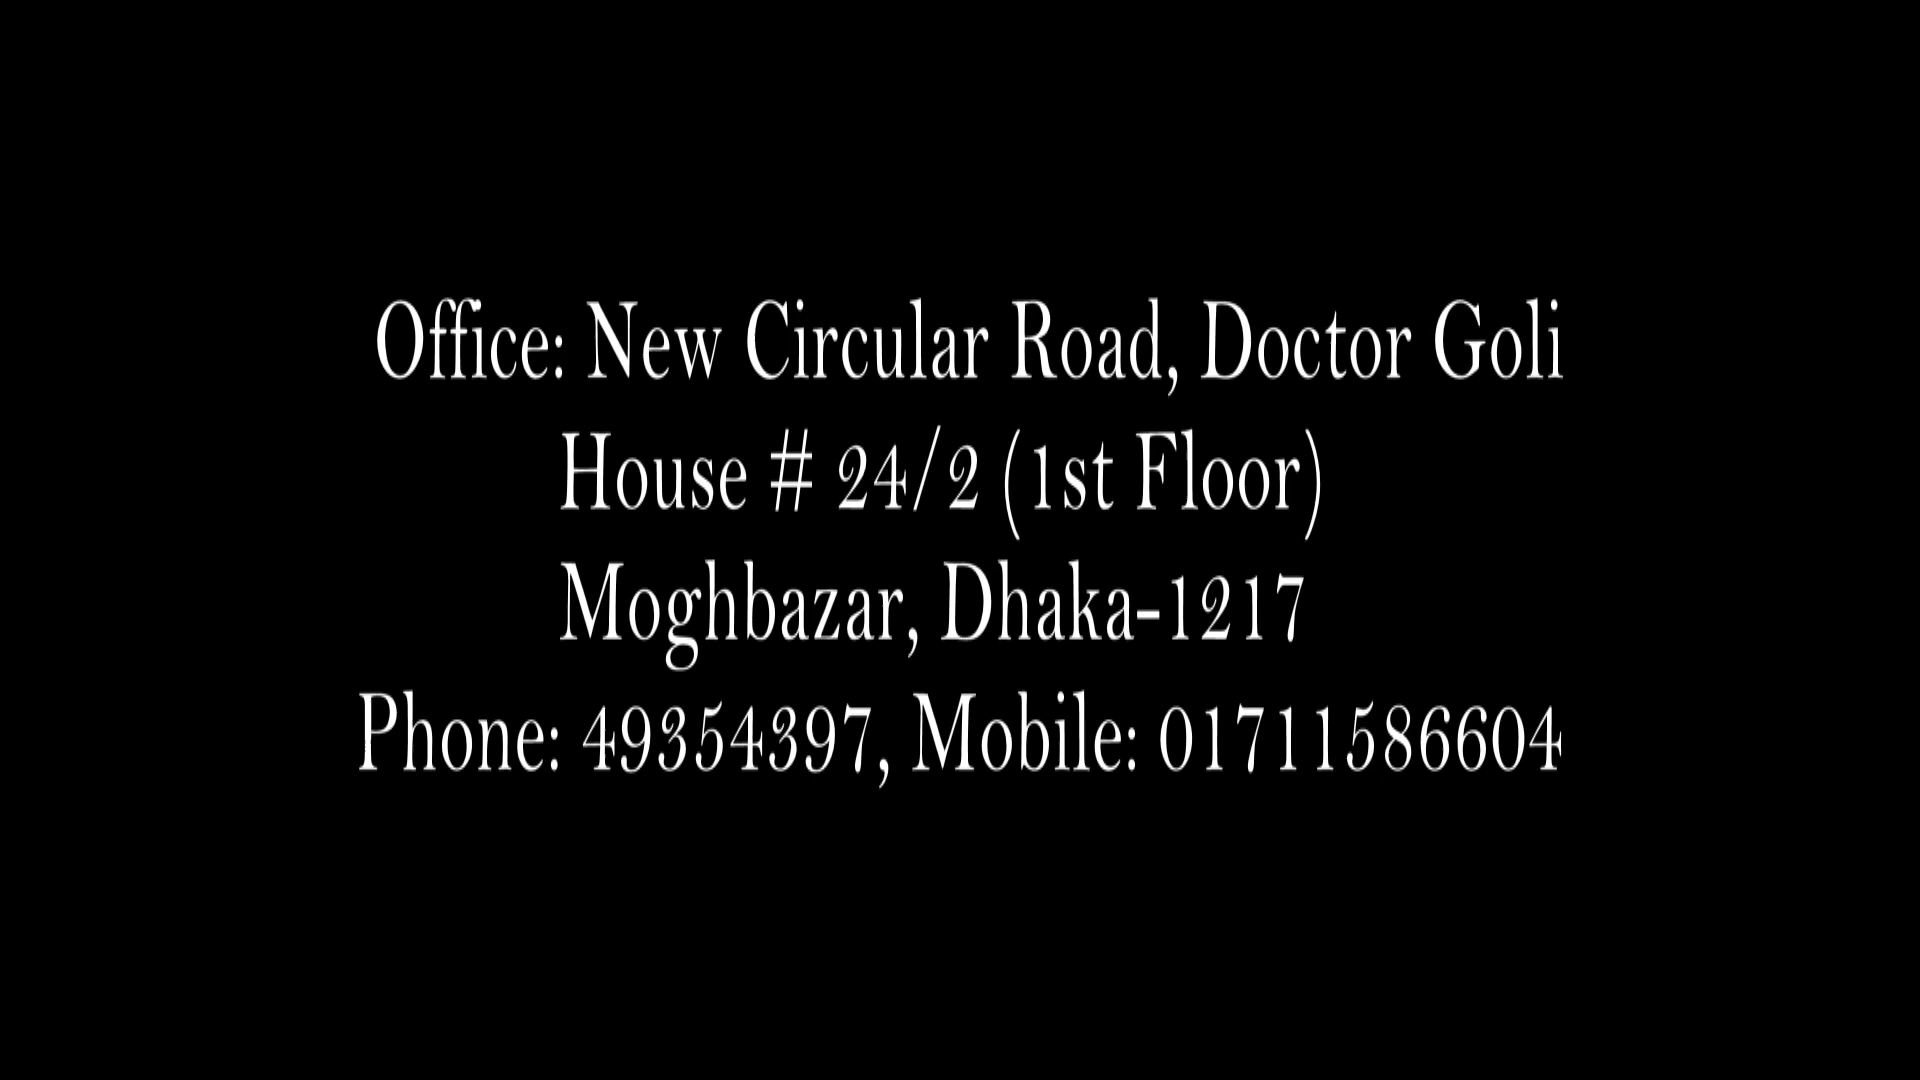 Office: New Circular Road, Doctor Goli
House # 24/2 (1st Floor)
Moghbazar, Dhaka-1217
Phone: 49354397, Mobile: 01711586604